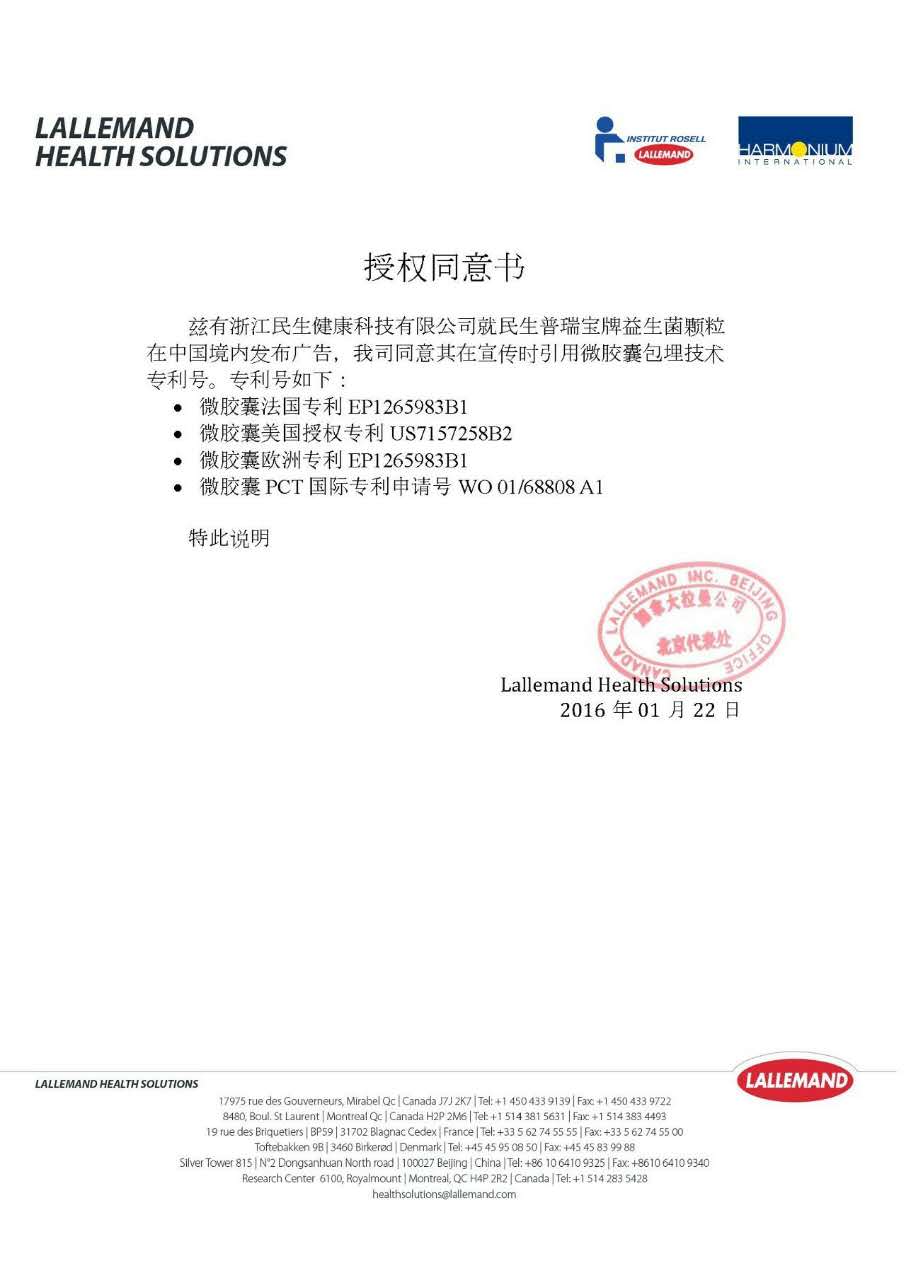 LALLEMAND
HEALTH SOLUTIONS
INSTITUT ROSELL
LALLEMAND
HARMONIUM
INTERNATIONAL
授权同意书
兹有浙江民生健康科技有限公司就民生普瑞宝牌益生菌颗粒
在中国境内发布广告，我司同意其在宣传时引用微胶囊包埋技术
专利号。专利号如下：
• 微胶囊法国专利 EP1265983B1
• 微胶囊美国授权专利 US7157258B2
• 微胶囊欧洲专利 EP1265983B1
• 微胶囊 PCT 国际专利申请号 WO 01/68808 A1
特此说明
CANADA LALLEMAND INC. BEIJING OFFICE
加拿大拉曼公司
北京代表处
Lallemand Health Solutions
2016 年 01 月 22 日
LALLEMAND
LALLEMAND HEALTH SOLUTIONS
17975 rue des Gouverneurs, Mirabel Qc | Canada J7J 2K7 | Tel: +1 450 433 9139 | Fax: +1 450 433 9722
8480, Boul. St Laurent | Montreal Qc | Canada H2P 2M6 | Tel: +1 514 381 5631 | Fax: +1 514 383 4493
19 rue des Briquetiers | BP59 | 31702 Blagnac Cedex | France | Tel: +33 5 62 74 55 55 | Fax: +33 5 62 74 55 00
Toftebakken 9B | 3460 Birkerød | Denmark | Tel: +45 45 95 08 50 | Fax: +45 45 83 99 88
Silver Tower 815 | N°2 Dongsanhuan North road | 100027 Beijing | China | Tel: +86 10 6410 9325 | Fax: +8610 6410 9340
Research Center 6100, Royalmount | Montreal, QC H4P 2R2 | Canada | Tel: +1 514 283 5428
healthsolutions@lallemand.com